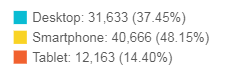 Desktop: 31,633 (37.45%)
Smartphone: 40,666 (48.15%)
Tablet: 12,163 (14.40%)